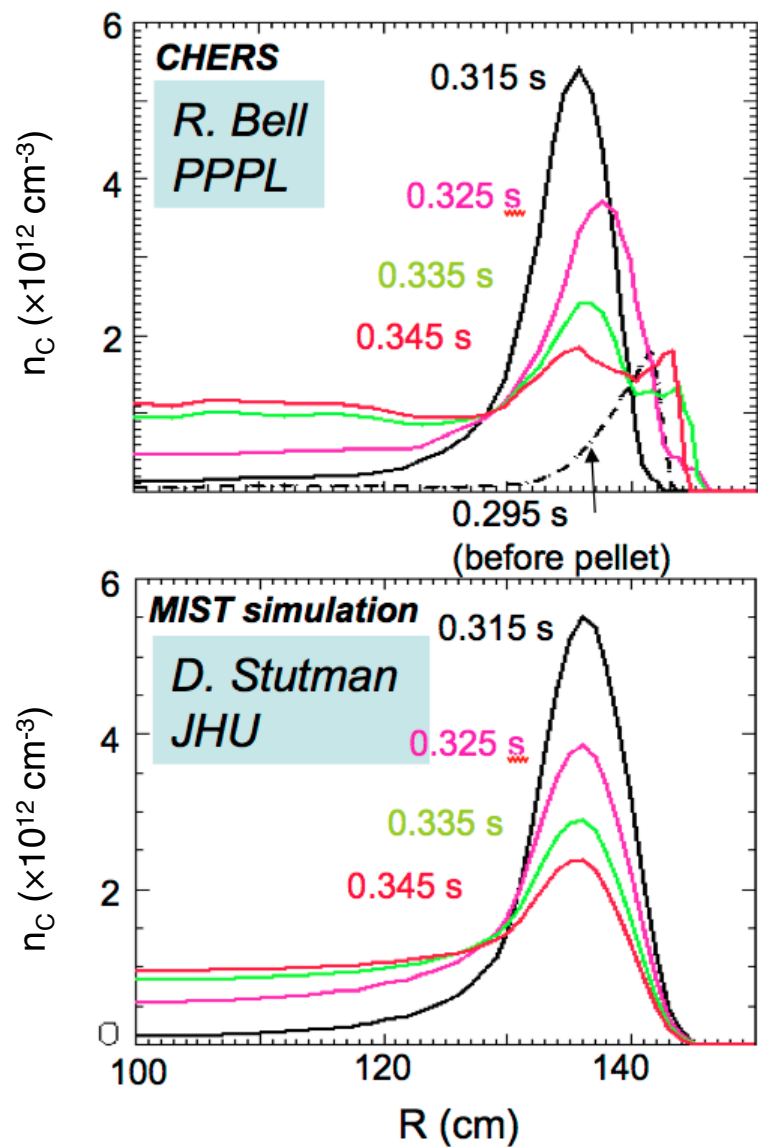 6
CHERS
R. Bell
PPPL
0.315 s
4
0.325 s
0.335 s
0.345 s
2
n_C (×10¹² cm⁻³)
0.295 s
(before pellet)
6
MIST simulation
0.315 s
D. Stutman
JHU
4
0.325 s
0.335 s
0.345 s
2
n_C (×10¹² cm⁻³)
0
100 120 140
R (cm)